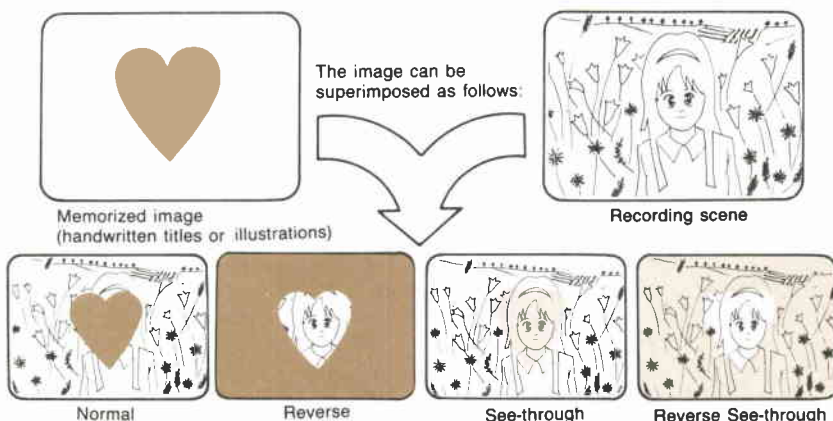 The image can be
superimposed as follows:
Memorized image
(handwritten titles or illustrations)
Recording scene
Normal
Reverse
See-through
Reverse See-through